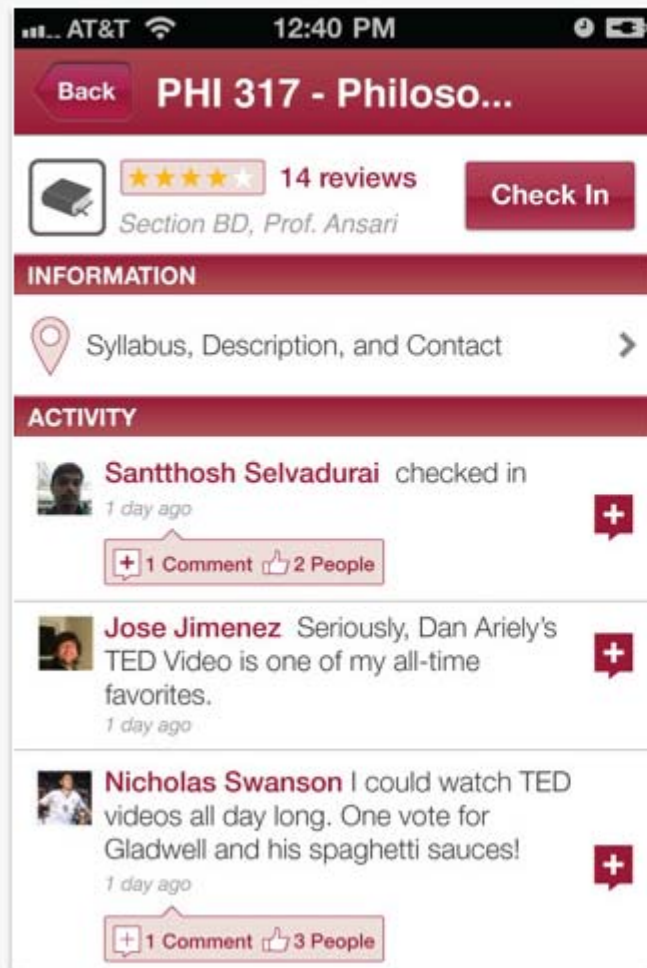 AT&T 12:40 PM
Back PHI 317 - Philoso...
14 reviews Check In
Section BD, Prof. Ansari
INFORMATION
Syllabus, Description, and Contact
ACTIVITY
Santthosh Selvadurai checked in
1 day ago
1 Comment 2 People
Jose Jimenez Seriously, Dan Ariely's
TED Video is one of my all-time
favorites.
1 day ago
Nicholas Swanson I could watch TED
videos all day long. One vote for
Gladwell and his spaghetti sauces!
1 day ago
1 Comment 3 People